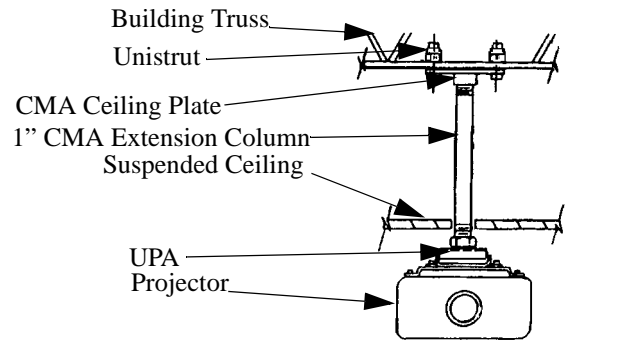 Building Truss
Unistrut
CMA Ceiling Plate
1” CMA Extension Column
Suspended Ceiling
UPA
Projector